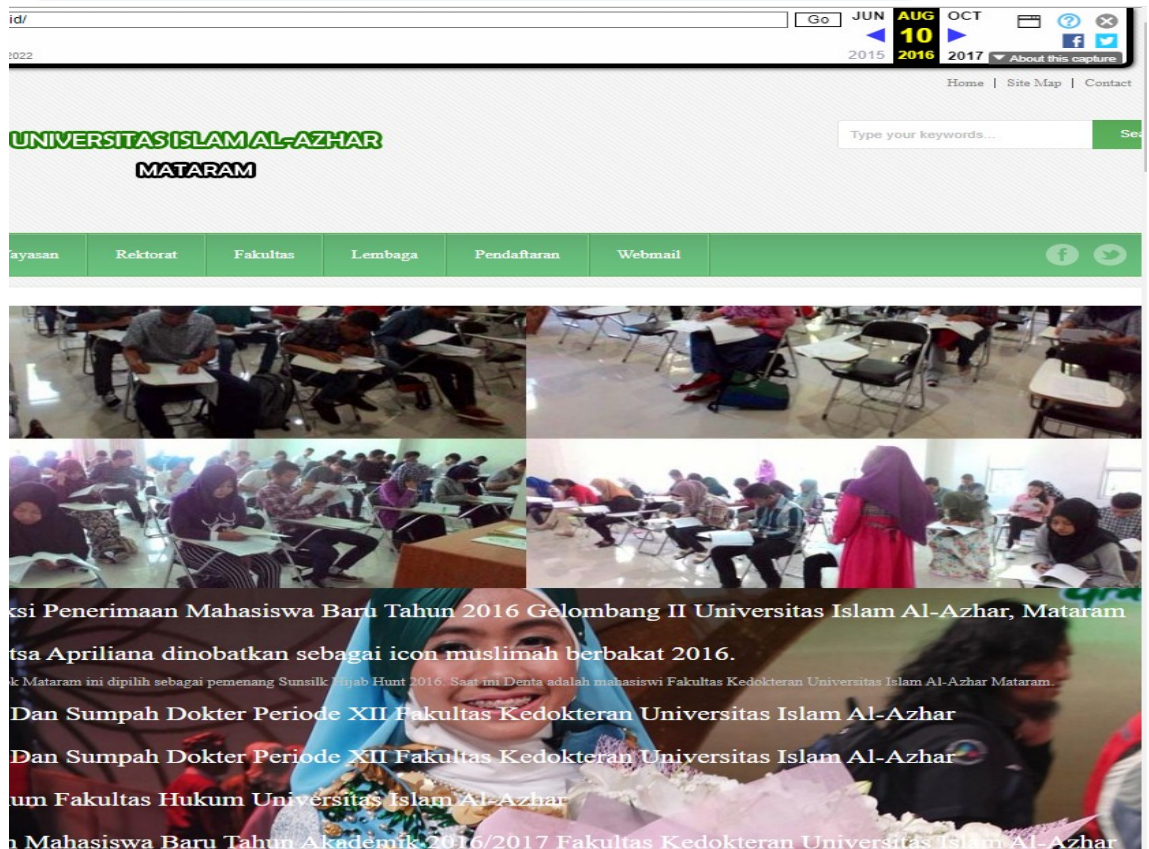 id/ Go JUN AUG OCT
10
2022 2015 2016 2017 About this capture
Home | Site Map | Contact
UNIVERSITAS ISLAM AL-AZHAR
MATARAM
Type your keywords...
Rektorat Fakultas Lembaga Pendaftaran Webmail
Penerimaan Mahasiswa Baru Tahun 2016 Gelombang II Universitas Islam Al-Azhar, Mataram
tsa Apriliana dinobatkan sebagai icon muslimah berbakat 2016.
k Mataram ini dipilih sebagai pemenang Sunsilk Hijab Hunt 2016. Saat ini Denta adalah mahasiswi Fakultas Kedokteran Universitas Islam Al-Azhar Mataram.
Dan Sumpah Dokter Periode XII Fakultas Kedokteran Universitas Islam Al-Azhar
Dan Sumpah Dokter Periode XII Fakultas Kedokteran Universitas Islam Al-Azhar
um Fakultas Hukum Universitas Islam Al-Azhar
Mahasiswa Baru Tahun Akademik 2016/2017 Fakultas Kedokteran Universitas Islam Al-Azhar